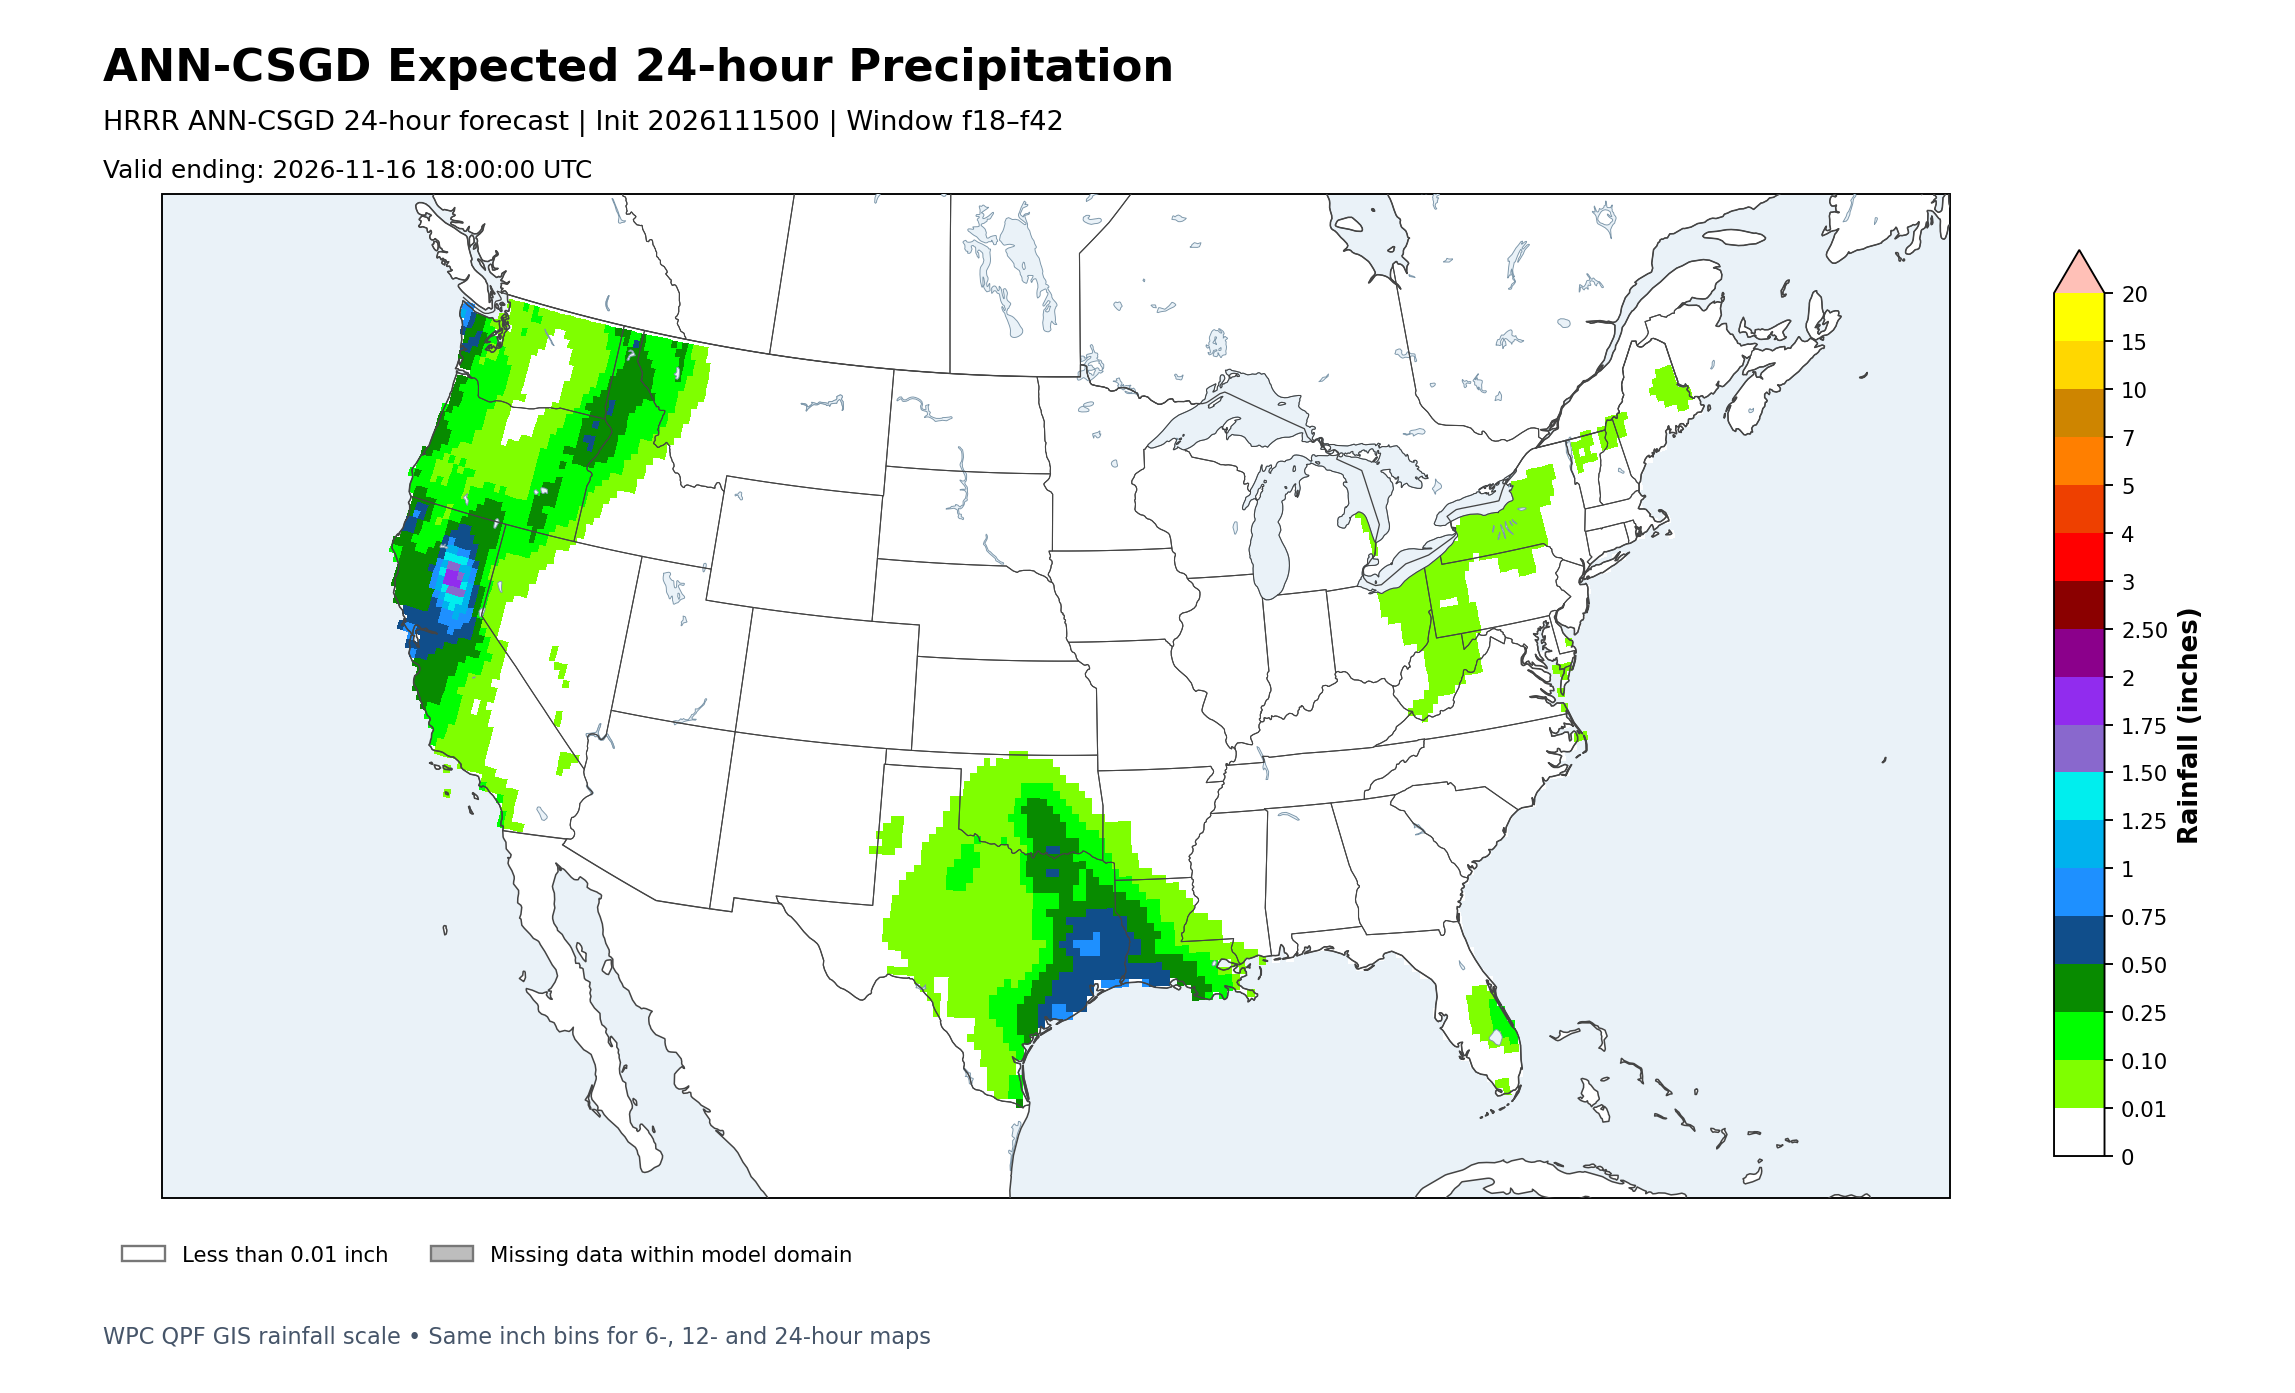 ANN-CSGD Expected 24-hour Precipitation
HRRR ANN-CSGD 24-hour forecast | Init 2026111500 | Window f18–f42
Valid ending: 2026-11-16 18:00:00 UTC
20
15
10
7
5
4
3
2.50
2
1.75
1.50
1.25
1
0.75
0.50
0.25
0.10
0.01
0
Rainfall (inches)
Less than 0.01 inch
Missing data within model domain
WPC QPF GIS rainfall scale • Same inch bins for 6-, 12- and 24-hour maps